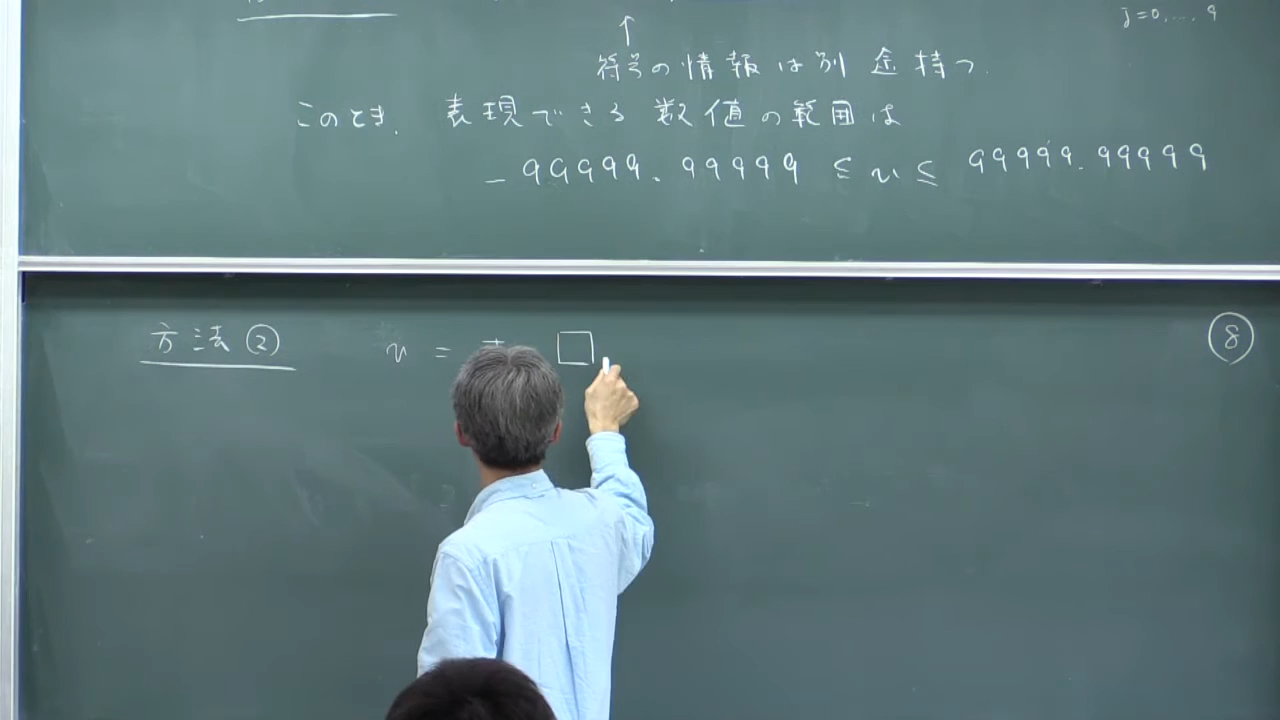 j=0,..., 9
↑
符号の情報は別途持つ.
このとき, 表現できる数値の範囲は
-99999.99999 ≦ u ≦ 99999.99999
方法② u = ± □
⑧